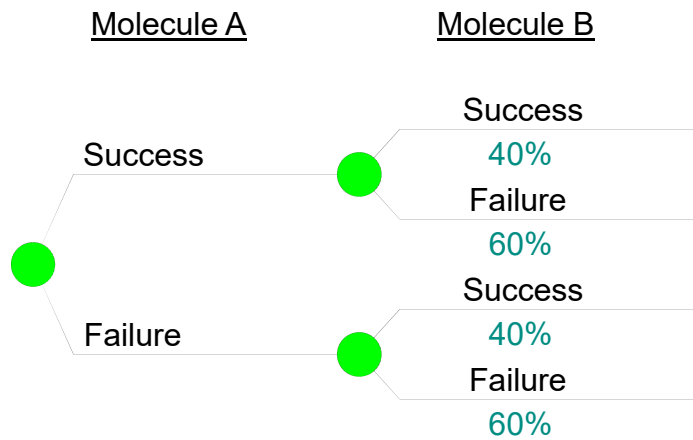 Molecule A
Molecule B
Success
Success
40%
Failure
60%
Failure
Success
40%
Failure
60%